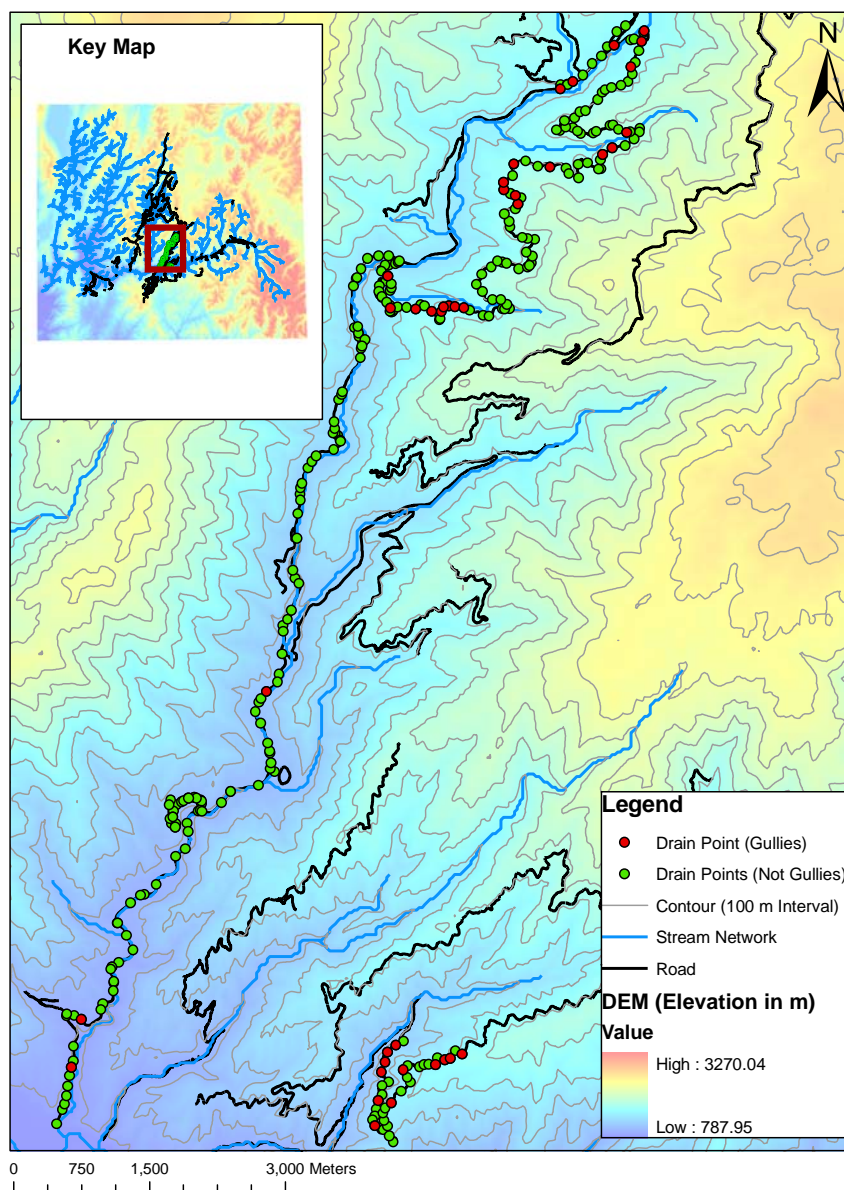 Key Map
N
Legend
Drain Point (Gullies)
Drain Points (Not Gullies)
Contour (100 m Interval)
Stream Network
Road
DEM (Elevation in m)
Value
High : 3270.04
Low : 787.95
0 750 1,500 3,000 Meters